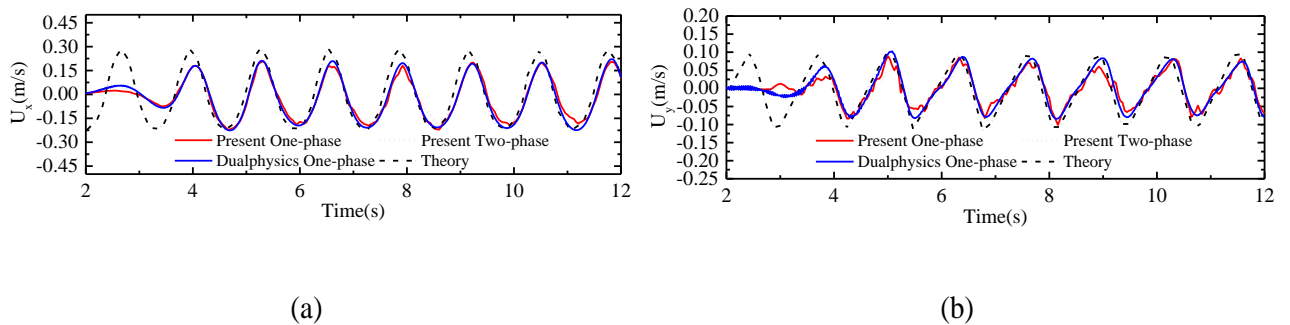 0.45
0.30
0.15
0.00
-0.15
-0.30
-0.45
U_x(m/s)
Present One-phase Present Two-phase
Dualphysics One-phase Theory
2 4 6 8 10 12
Time(s)
(a)
0.20
0.15
0.10
0.05
0.00
-0.05
-0.10
-0.15
-0.20
-0.25
U_y(m/s)
Present One-phase Present Two-phase
Dualphysics One-phase Theory
2 4 6 8 10 12
Time(s)
(b)